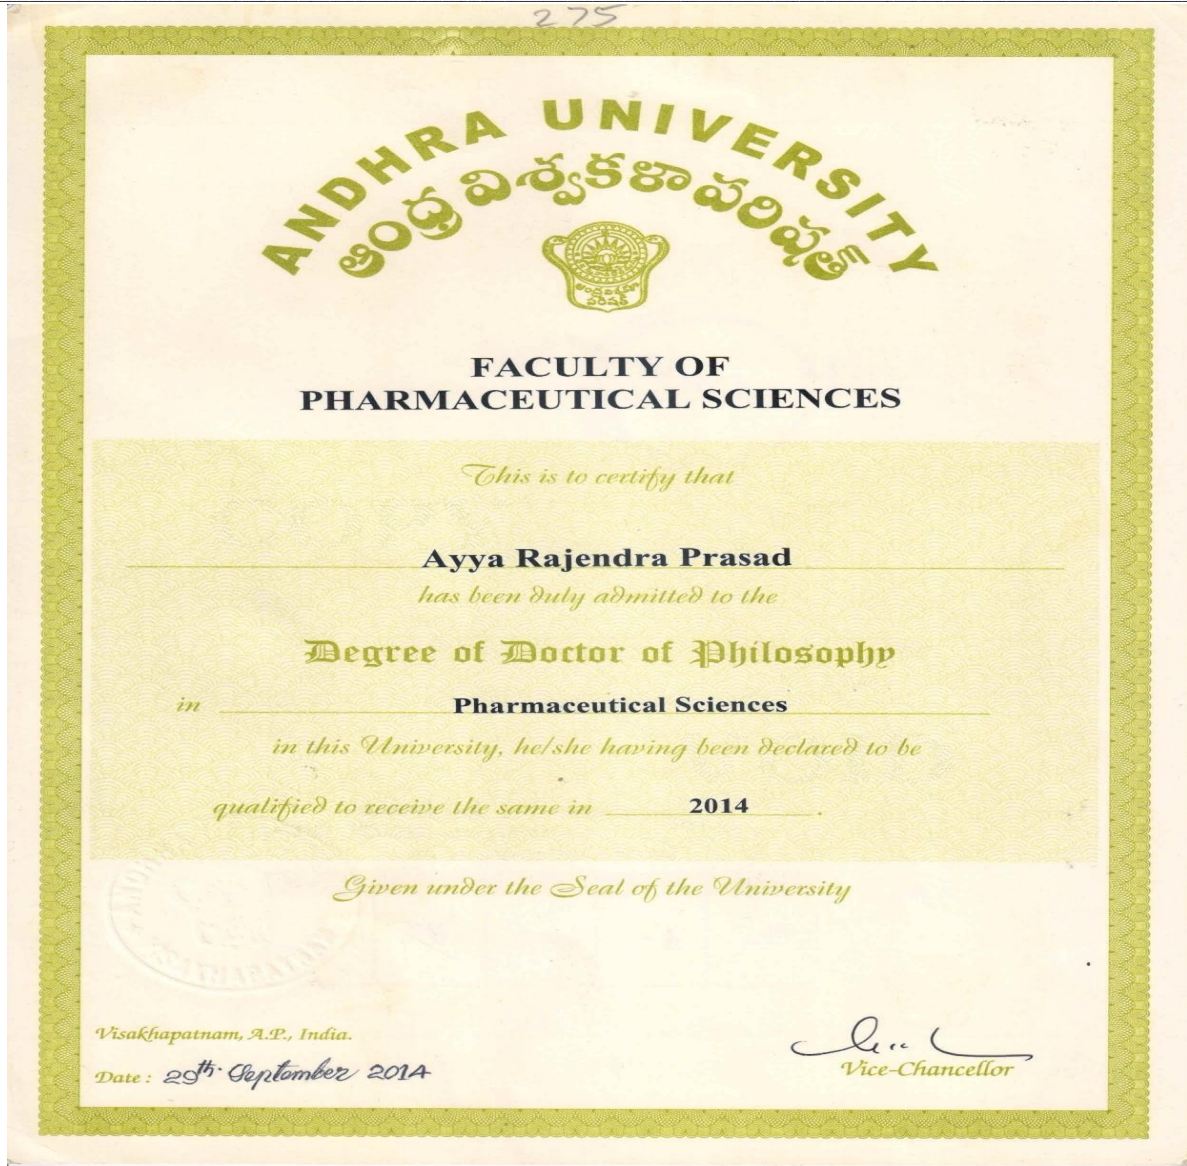 275
ANDHRA UNIVERSITY
ఆంధ్ర విశ్వకళా పరిషత్
FACULTY OF
PHARMACEUTICAL SCIENCES
This is to certify that
Ayya Rajendra Prasad
has been duly admitted to the
Degree of Doctor of Philosophy
in Pharmaceutical Sciences
in this University, he/she having been declared to be
qualified to receive the same in 2014 .
Given under the Seal of the University
Visakhapatnam, A.P., India.
Date : 29th September 2014
Vice-Chancellor